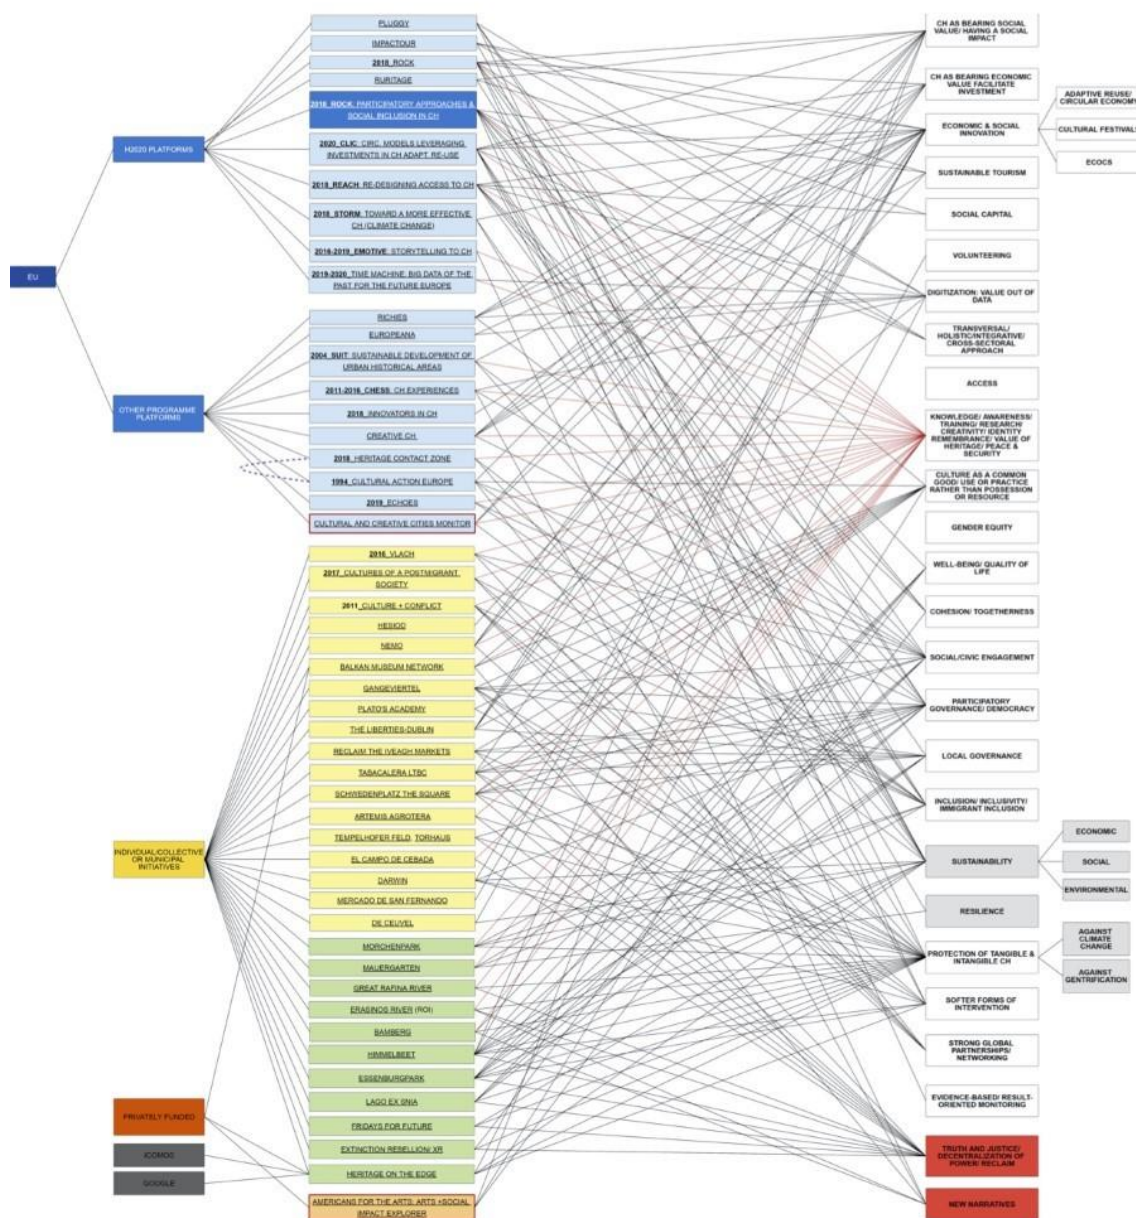 EU
H2020 PLATFORMS
OTHER PROGRAMME
PLATFORMS
INDIVIDUAL/COLLECTIVE
OR MUNICIPAL
INITIATIVES
PRIVATELY FUNDED
ICOMOS
GOOGLE
PLUGGY
IMPACTOUR
2018_ROCK
RURITAGE
2018_ROCK: PARTICIPATORY APPROACHES &
SOCIAL INCLUSION IN CH
2020_CLIC: CIRC. MODELS LEVERAGING
INVESTMENTS IN CH ADAPT. RE-USE
2018_REACH: RE-DESIGNING ACCESS TO CH
2018_STORM: TOWARD A MORE EFFECTIVE
CH (CLIMATE CHANGE)
2016-2019_EMOTIVE: STORYTELLING TO CH
2019-2020_TIME MACHINE: BIG DATA OF THE
PAST FOR THE FUTURE EUROPE
RICHIES
EUROPEANA
2004_SUIT: SUSTAINABLE DEVELOPMENT OF
URBAN HISTORICAL AREAS
2011-2016_CHESS: CH EXPERIENCES
2018_INNOVATORS IN CH
CREATIVE CH
2018_HERITAGE CONTACT ZONE
1994_CULTURAL ACTION EUROPE
2019_ECHOES
CULTURAL AND CREATIVE CITIES MONITOR
2016_VLACH
2017_CULTURES OF A POSTMIGRANT
SOCIETY
2011_CULTURE + CONFLICT
HESIOD
NEMO
BALKAN MUSEUM NETWORK
GANGEVIERTEL
PLATO'S ACADEMY
THE LIBERTIES-DUBLIN
RECLAIM THE IVEAGH MARKETS
TABACALERA LTBC
SCHWEDENPLATZ THE SQUARE
ARTEMIS AGROTERA
TEMPELHOFER FELD, TORHAUS
EL CAMPO DE CEBADA
DARWIN
MERCADO DE SAN FERNANDO
DE CEUVEL
MORCHENPARK
MAUERGARTEN
GREAT RAFINA RIVER
ERASINOS RIVER (ROI)
BAMBERG
HIMMELBEET
ESSENBURGPARK
LAGO EX SNIA
FRIDAYS FOR FUTURE
EXTINCTION REBELLION/ XR
HERITAGE ON THE EDGE
AMERICANS FOR THE ARTS: ARTS +SOCIAL
IMPACT EXPLORER
CH AS BEARING SOCIAL
VALUE/ HAVING A SOCIAL
IMPACT
CH AS BEARING ECONOMIC
VALUE FACILITATE
INVESTMENT
ECONOMIC & SOCIAL
INNOVATION
SUSTAINABLE TOURISM
SOCIAL CAPITAL
VOLUNTEERING
DIGITIZATION: VALUE OUT OF
DATA
TRANSVERSAL/
HOLISTIC/INTEGRATIVE/
CROSS-SECTORAL
APPROACH
ACCESS
KNOWLEDGE/ AWARENESS/
TRAINING/ RESEARCH/
CREATIVITY/ IDENTITY
REMEMBRANCE/ VALUE OF
HERITAGE/ PEACE &
SECURITY
CULTURE AS A COMMON
GOOD/ USE OR PRACTICE
RATHER THAN POSSESSION
OR RESOURCE
GENDER EQUITY
WELL-BEING/ QUALITY OF
LIFE
COHESION/ TOGETHERNESS
SOCIAL/CIVIC ENGAGEMENT
PARTICIPATORY
GOVERNANCE/ DEMOCRACY
LOCAL GOVERNANCE
INCLUSION/ INCLUSIVITY/
IMMIGRANT INCLUSION
SUSTAINABILITY
RESILIENCE
PROTECTION OF TANGIBLE &
INTANGIBLE CH
SOFTER FORMS OF
INTERVENTION
STRONG GLOBAL
PARTNERSHIPS/
NETWORKING
EVIDENCE-BASED/ RESULT-
ORIENTED MONITORING
TRUTH AND JUSTICE/
DECENTRALIZATION OF
POWER/ RECLAIM
NEW NARRATIVES
ADAPTIVE REUSE/
CIRCULAR ECONOMY
CULTURAL FESTIVALS
ECOCS
ECONOMIC
SOCIAL
ENVIRONMENTAL
AGAINST
CLIMATE
CHANGE
AGAINST
GENTRIFICATION